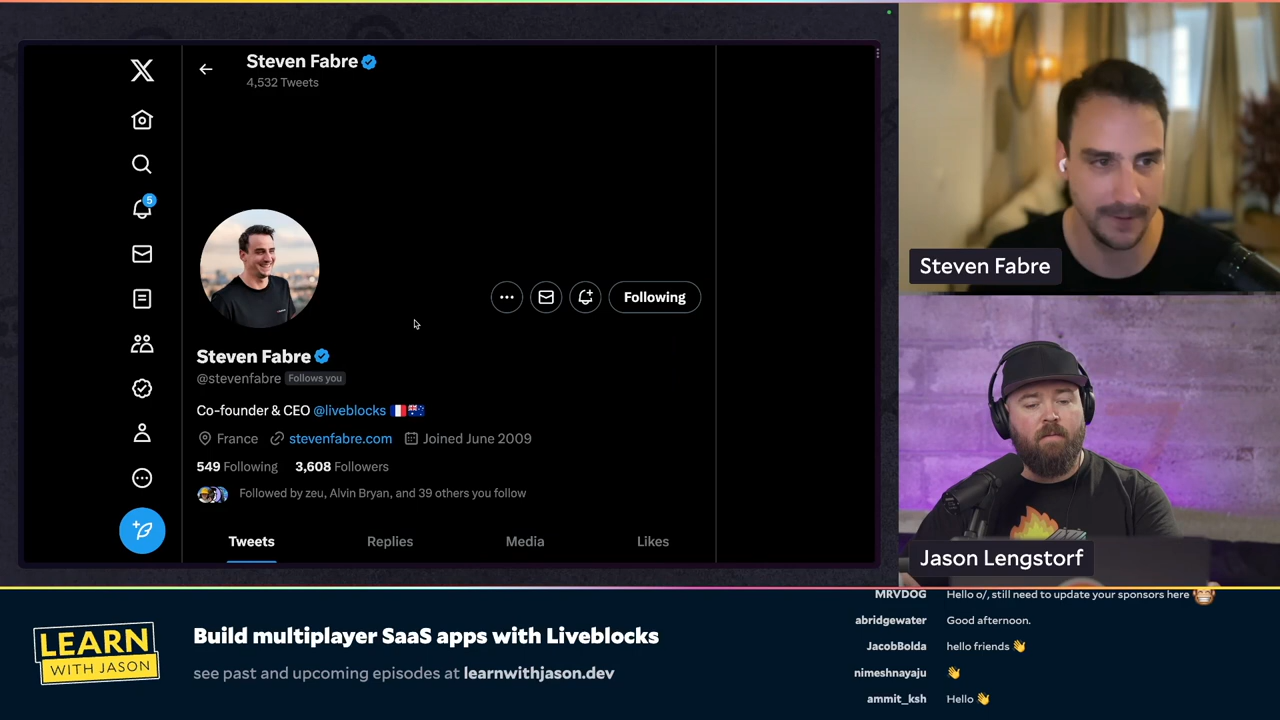 Steven Fabre
4,532 Tweets
5
Following
Steven Fabre
@stevenfabre Follows you
Co-founder & CEO @liveblocks 🇫🇷🇦🇺
France stevenfabre.com Joined June 2009
549 Following 3,608 Followers
Followed by zeu, Alvin Bryan, and 39 others you follow
Tweets Replies Media Likes
Steven Fabre
Jason Lengstorf
LEARN
WITH JASON
Build multiplayer SaaS apps with Liveblocks
see past and upcoming episodes at learnwithjason.dev
MRVDOG Hello o/, still need to update your sponsors here
abridgewater Good afternoon.
JacobBolda hello friends 👋
nimeshnayaju 👋
ammit_ksh Hello 👋